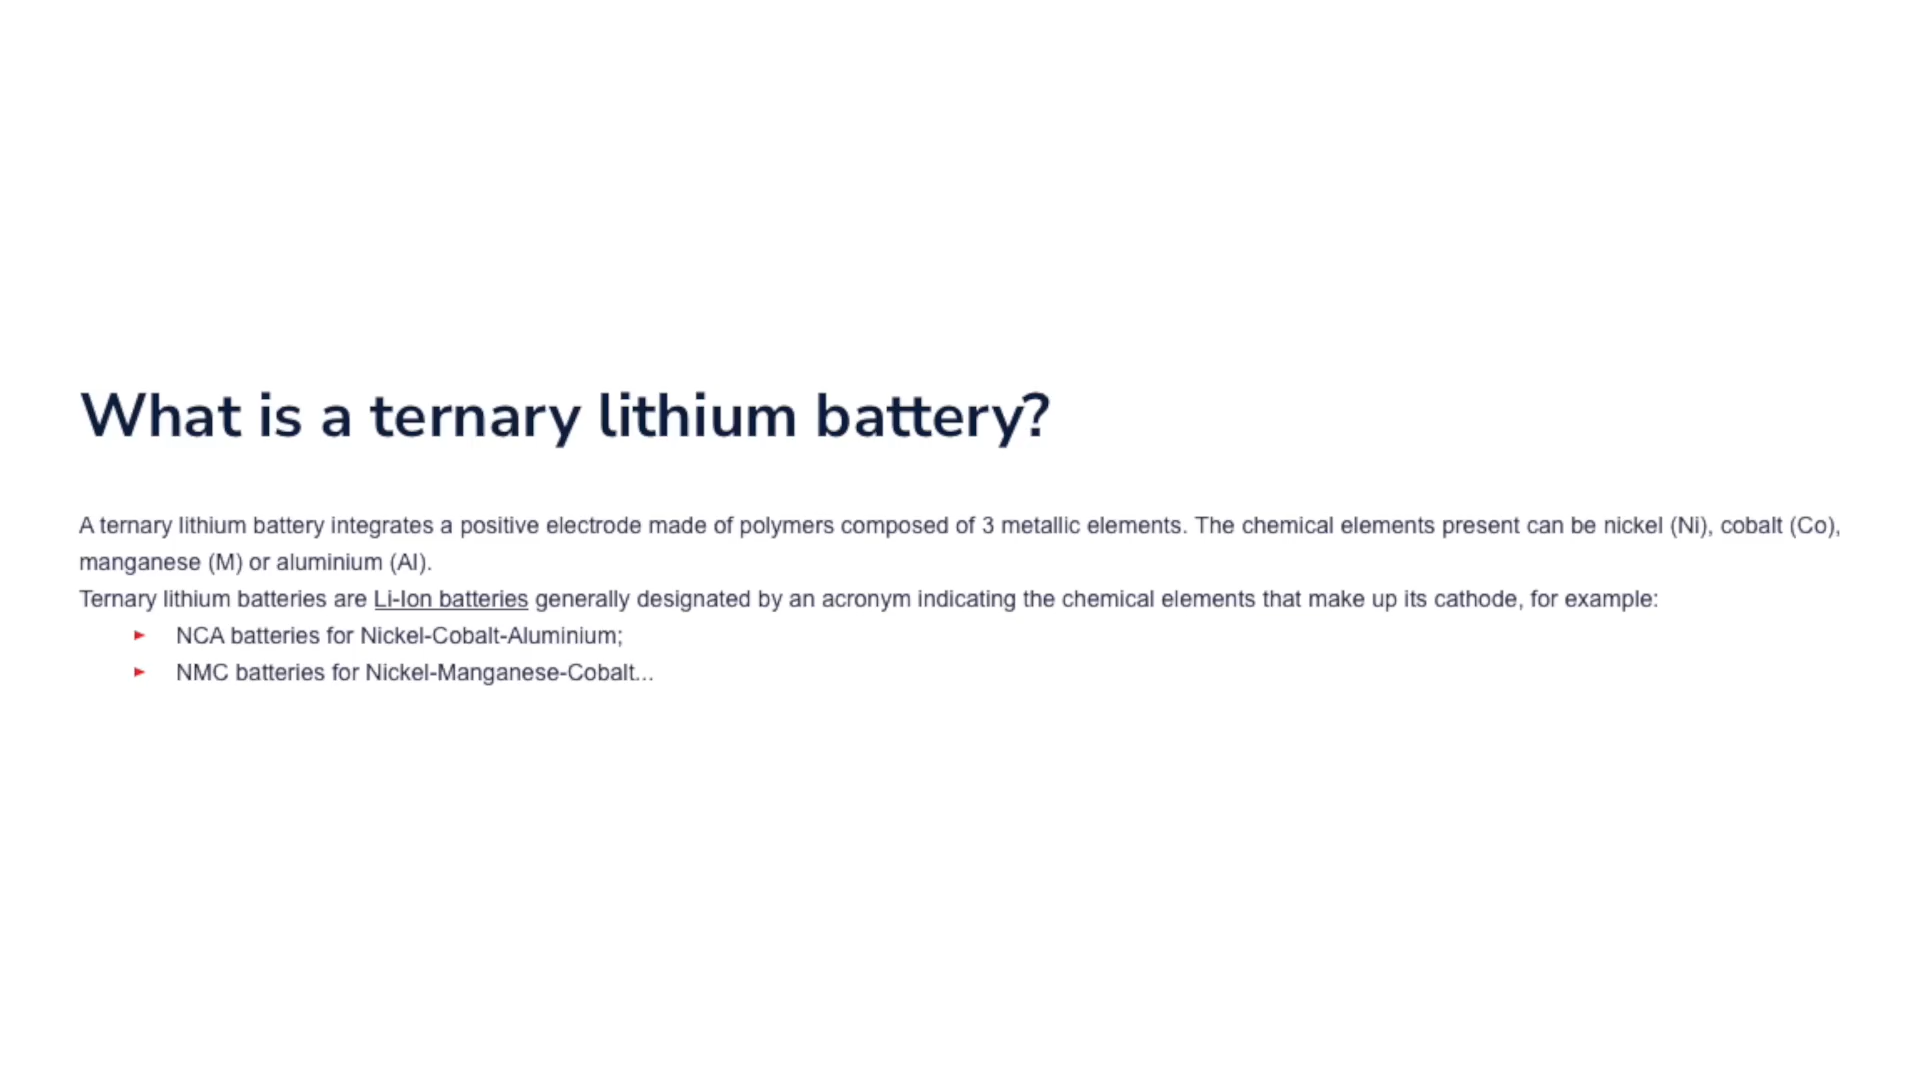 What is a ternary lithium battery?
A ternary lithium battery integrates a positive electrode made of polymers composed of 3 metallic elements. The chemical elements present can be nickel (Ni), cobalt (Co),
manganese (M) or aluminium (Al).
Ternary lithium batteries are Li-Ion batteries generally designated by an acronym indicating the chemical elements that make up its cathode, for example:
► NCA batteries for Nickel-Cobalt-Aluminium;
► NMC batteries for Nickel-Manganese-Cobalt...